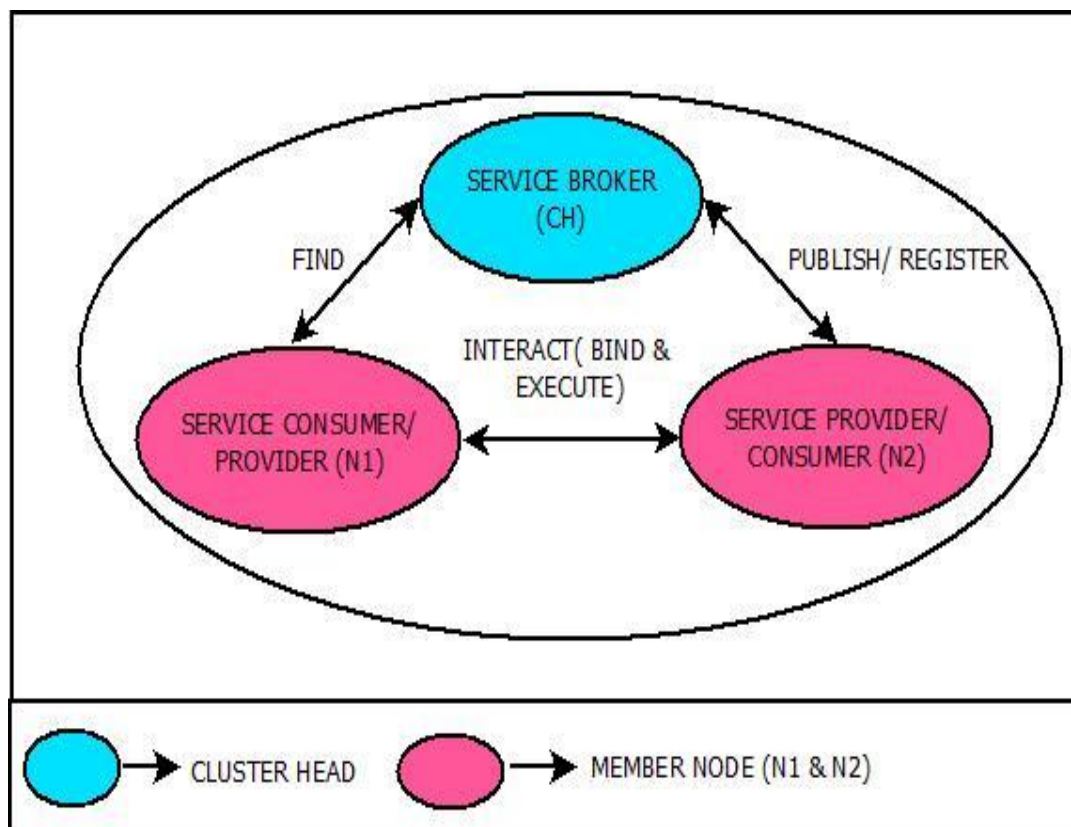 SERVICE BROKER
(CH)
FIND
PUBLISH/ REGISTER
INTERACT( BIND &
EXECUTE)
SERVICE CONSUMER/
PROVIDER (N1)
SERVICE PROVIDER/
CONSUMER (N2)
CLUSTER HEAD
MEMBER NODE (N1 & N2)